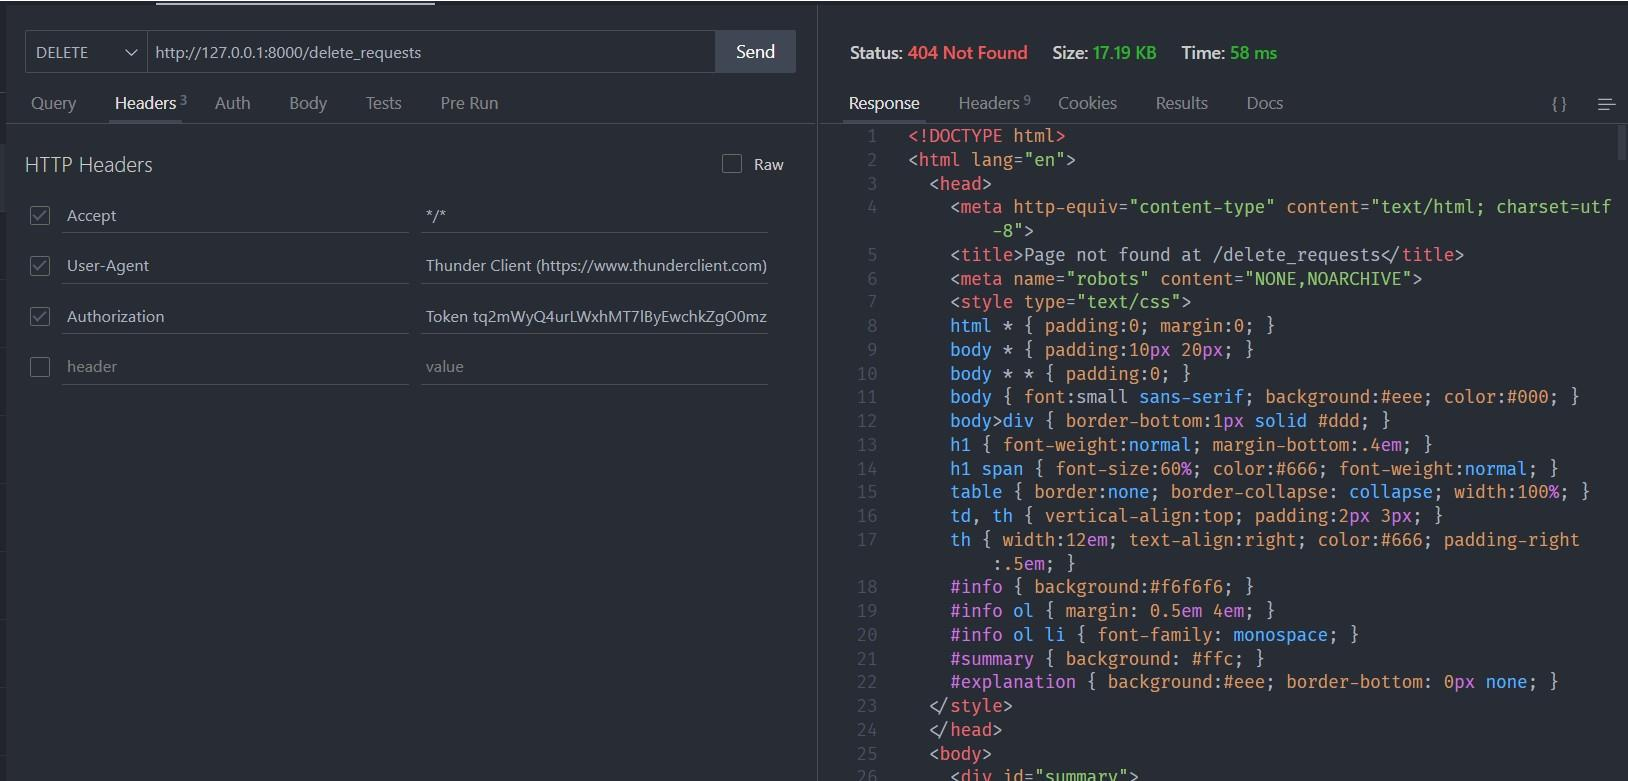 DELETE http://127.0.0.1:8000/delete_requests Send
Query Headers 3 Auth Body Tests Pre Run
HTTP Headers Raw
Accept */*
User-Agent Thunder Client (https://www.thunderclient.com)
Authorization Token tq2mWyQ4urLWxhMT7lByEwchkZgO0mz
header value
Status: 404 Not Found Size: 17.19 KB Time: 58 ms
Response Headers 9 Cookies Results Docs {}
1 <!DOCTYPE html>
2 <html lang="en">
3 <head>
4 <meta http-equiv="content-type" content="text/html; charset=utf
-8">
5 <title>Page not found at /delete_requests</title>
6 <meta name="robots" content="NONE,NOARCHIVE">
7 <style type="text/css">
8 html * { padding:0; margin:0; }
9 body * { padding:10px 20px; }
10 body * * { padding:0; }
11 body { font:small sans-serif; background:#eee; color:#000; }
12 body>div { border-bottom:1px solid #ddd; }
13 h1 { font-weight:normal; margin-bottom:.4em; }
14 h1 span { font-size:60%; color:#666; font-weight:normal; }
15 table { border:none; border-collapse: collapse; width:100%; }
16 td, th { vertical-align:top; padding:2px 3px; }
17 th { width:12em; text-align:right; color:#666; padding-right
:.5em; }
18 #info { background:#f6f6f6; }
19 #info ol { margin: 0.5em 4em; }
20 #info ol li { font-family: monospace; }
21 #summary { background: #ffc; }
22 #explanation { background:#eee; border-bottom: 0px none; }
23 </style>
24 </head>
25 <body>
26 <div id="summary">